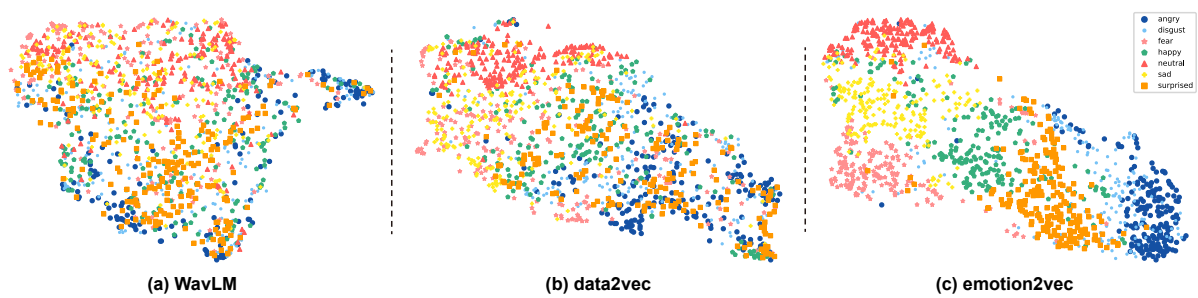 angry
disgust
fear
happy
neutral
sad
surprised
(a) WavLM
(b) data2vec
(c) emotion2vec